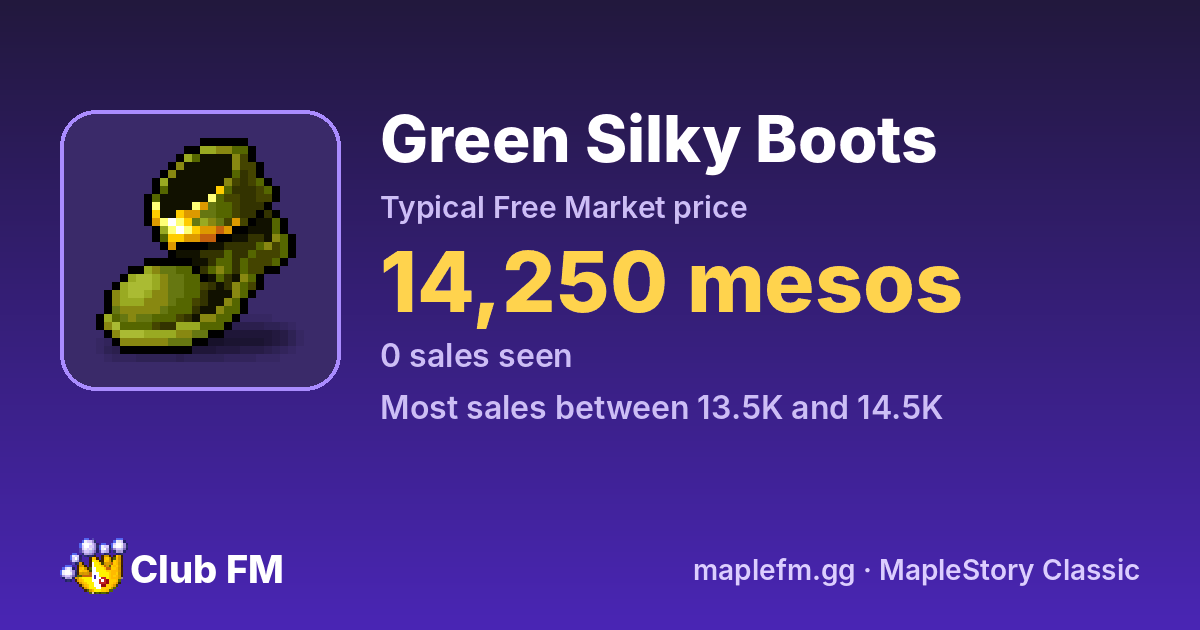 Green Silky Boots
Typical Free Market price
14,250 mesos
0 sales seen
Most sales between 13.5K and 14.5K
Club FM
maplefm.gg · MapleStory Classic